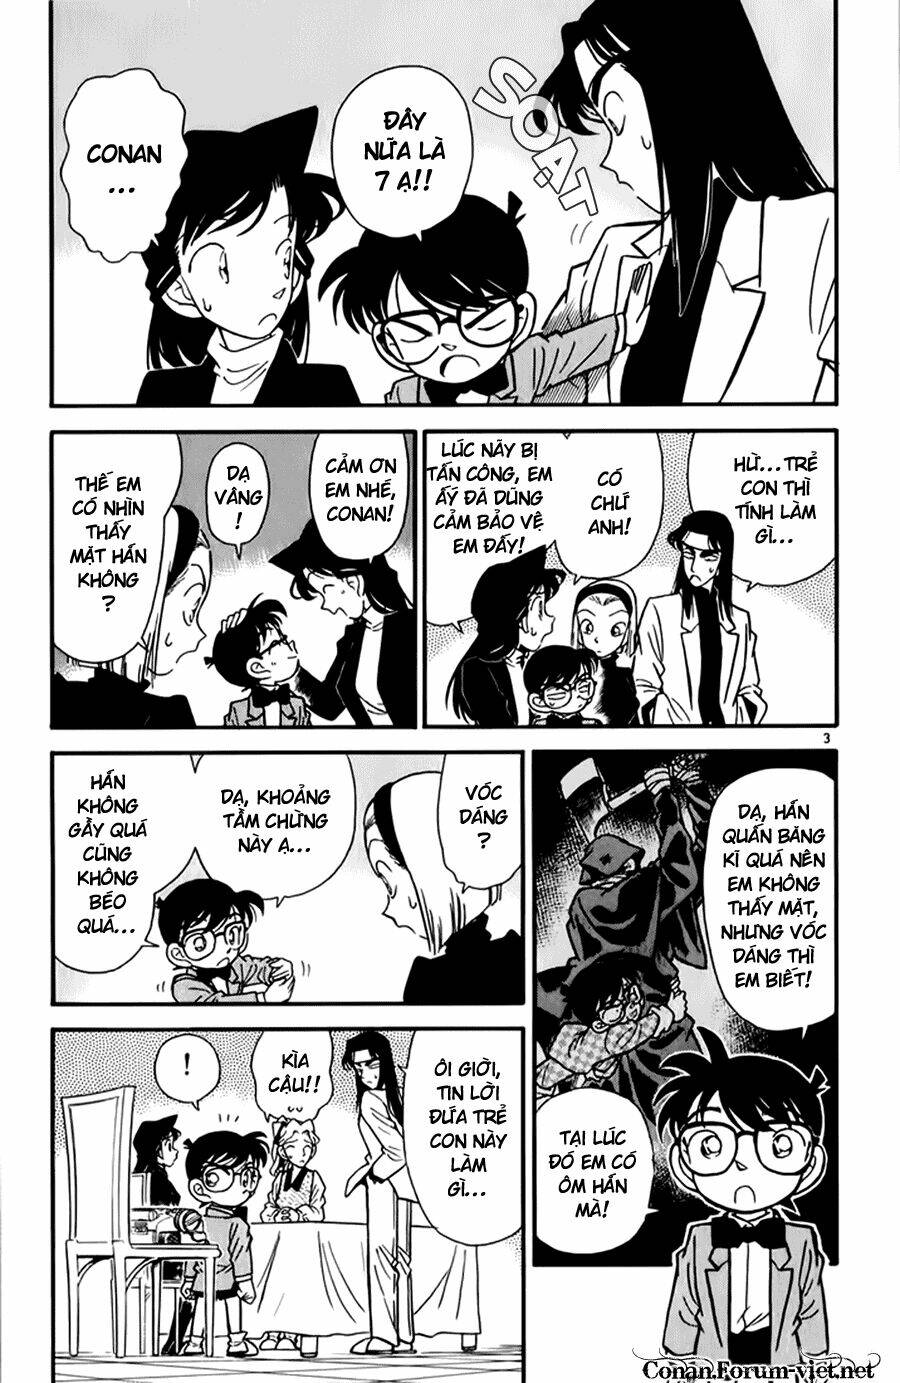 ĐÂY
NỮA LÀ
7 Ạ!!
SOẠT
CONAN
...
HỪ...TRẺ
CON THÌ
TÍNH LÀM
GÌ...
CÓ
CHỨ
ANH!
LÚC NÃY BỊ
TẤN CÔNG, EM
ẤY ĐÃ DŨNG
CẢM BẢO VỆ
EM ĐẤY!
CẢM ƠN
EM NHÉ,
CONAN!
DẠ
VÂNG
!
THẾ EM
CÓ NHÌN
THẤY
MẶT HẮN
KHÔNG
?
3
DẠ, HẮN
QUẤN BĂNG
KĨ QUÁ NÊN
EM KHÔNG
THẤY MẶT,
NHƯNG VÓC
DÁNG THÌ
EM BIẾT!
TẠI LÚC
ĐÓ EM CÓ
ÔM HẮN
MÀ!
VÓC
DÁNG
?
DẠ, KHOẢNG
TẦM CHỪNG
NÀY Ạ...
HẮN
KHÔNG
GẦY QUÁ
CŨNG
KHÔNG
BÉO
QUÁ...
ÔI GIỜI,
TIN LỜI
ĐỨA TRẺ
CON NÀY
LÀM
GÌ...
KÌA
CẬU!!
!
Conan.Forum-viet.net